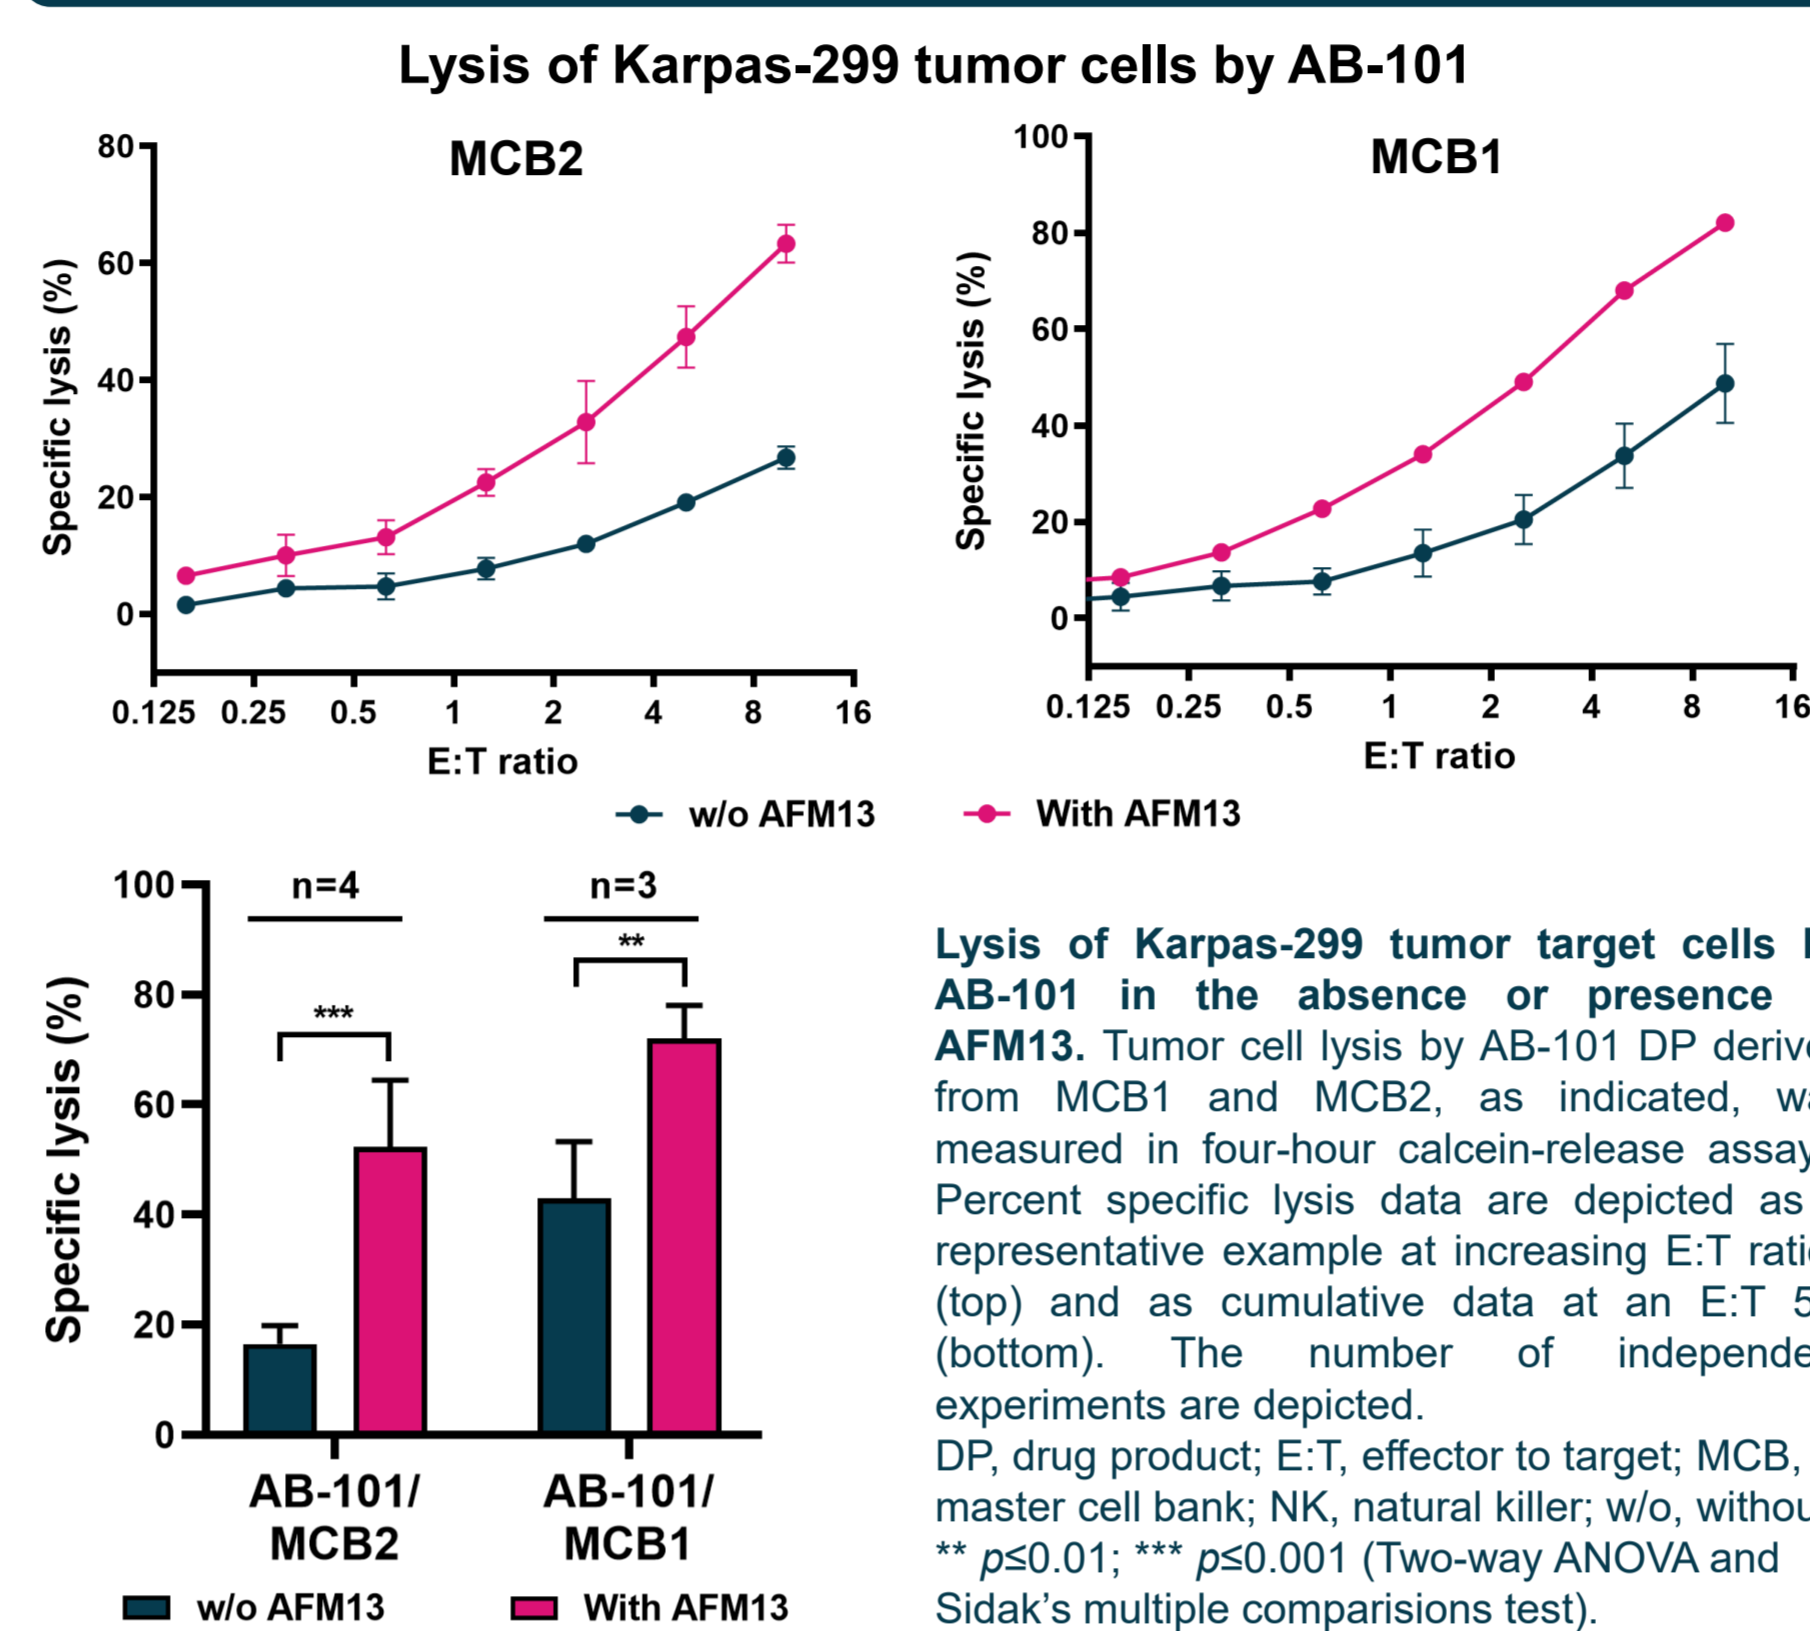 Lysis of Karpas-299 tumor cells by AB-101
MCB2
Specific lysis (%)
80
60
40
20
0
0.125 0.25 0.5 1 2 4 8 16
E:T ratio
MCB1
Specific lysis (%)
100
80
60
40
20
0
0.125 0.25 0.5 1 2 4 8 16
E:T ratio
w/o AFM13 With AFM13
Specific lysis (%)
100
80
60
40
20
0
n=4 n=3
*** **
AB-101/ AB-101/
MCB2 MCB1
w/o AFM13 With AFM13
Lysis of Karpas-299 tumor target cells
AB-101 in the absence or presence
AFM13. Tumor cell lysis by AB-101 DP derive
from MCB1 and MCB2, as indicated, wa
measured in four-hour calcein-release assay
Percent specific lysis data are depicted as
representative example at increasing E:T ratio
(top) and as cumulative data at an E:T 5
(bottom). The number of independe
experiments are depicted.
DP, drug product; E:T, effector to target; MCB,
master cell bank; NK, natural killer; w/o, withou
** p≤0.01; *** p≤0.001 (Two-way ANOVA and
Sidak’s multiple comparisions test).